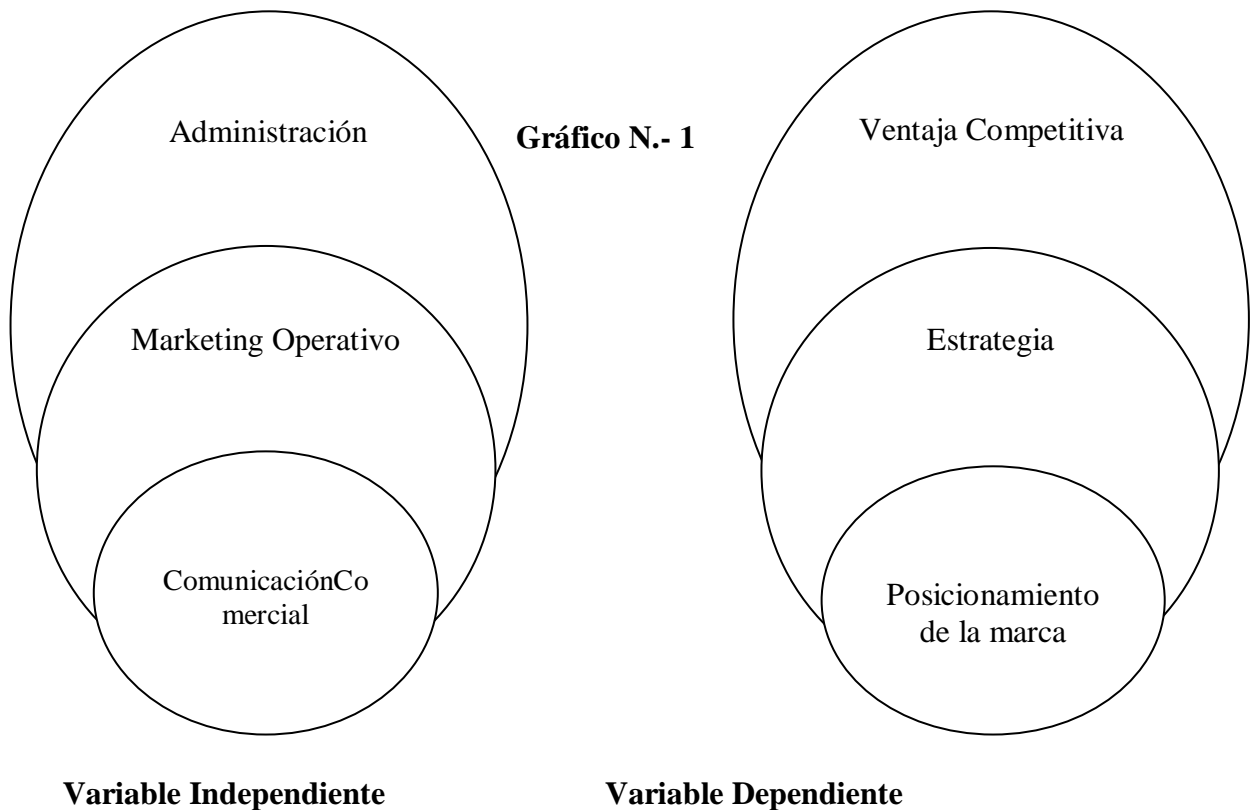 Administración
Gráfico N.- 1
Ventaja Competitiva
Marketing Operativo
Estrategia
ComunicaciónCo
mercial
Posicionamiento
de la marca
Variable Independiente
Variable Dependiente